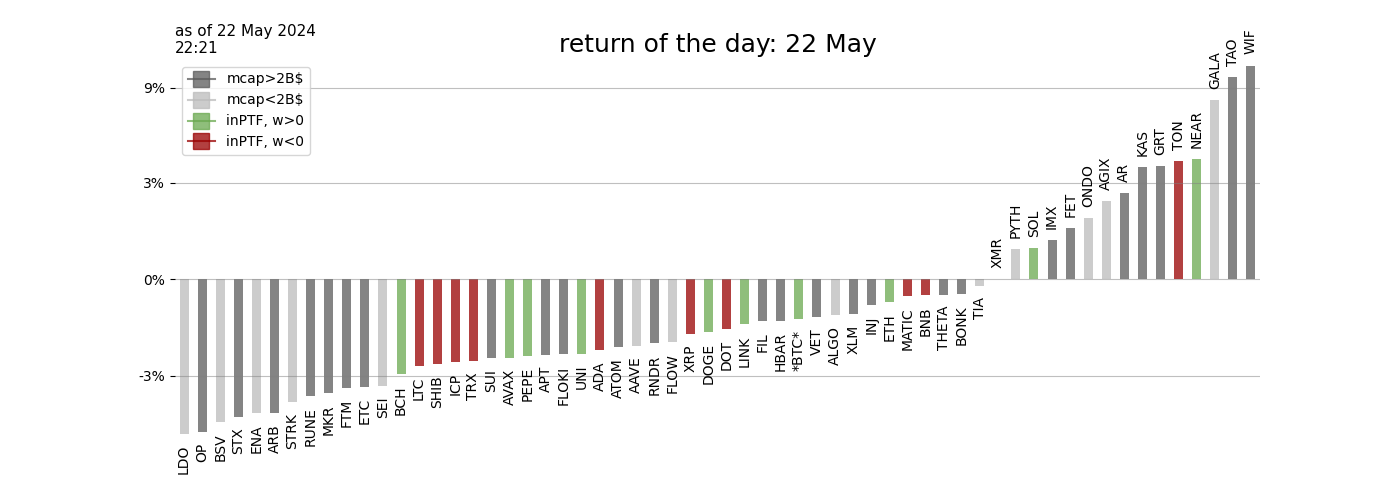 as of 22 May 2024
22:21
return of the day: 22 May
mcap>2B$
mcap<2B$
inPTF, w>0
inPTF, w<0
9%
3%
0%
-3%
LDO
OP
BSV
STX
ENA
ARB
STRK
RUNE
MKR
FTM
ETC
SEI
BCH
LTC
SHIB
ICP
TRX
SUI
AVAX
PEPE
APT
FLOKI
UNI
ADA
ATOM
AAVE
RNDR
FLOW
XRP
DOGE
DOT
LINK
FIL
HBAR
*BTC*
VET
ALGO
XLM
INJ
ETH
MATIC
BNB
THETA
BONK
TIA
XMR
PYTH
SOL
IMX
FET
ONDO
AGIX
AR
KAS
GRT
TON
NEAR
GALA
TAO
WIF